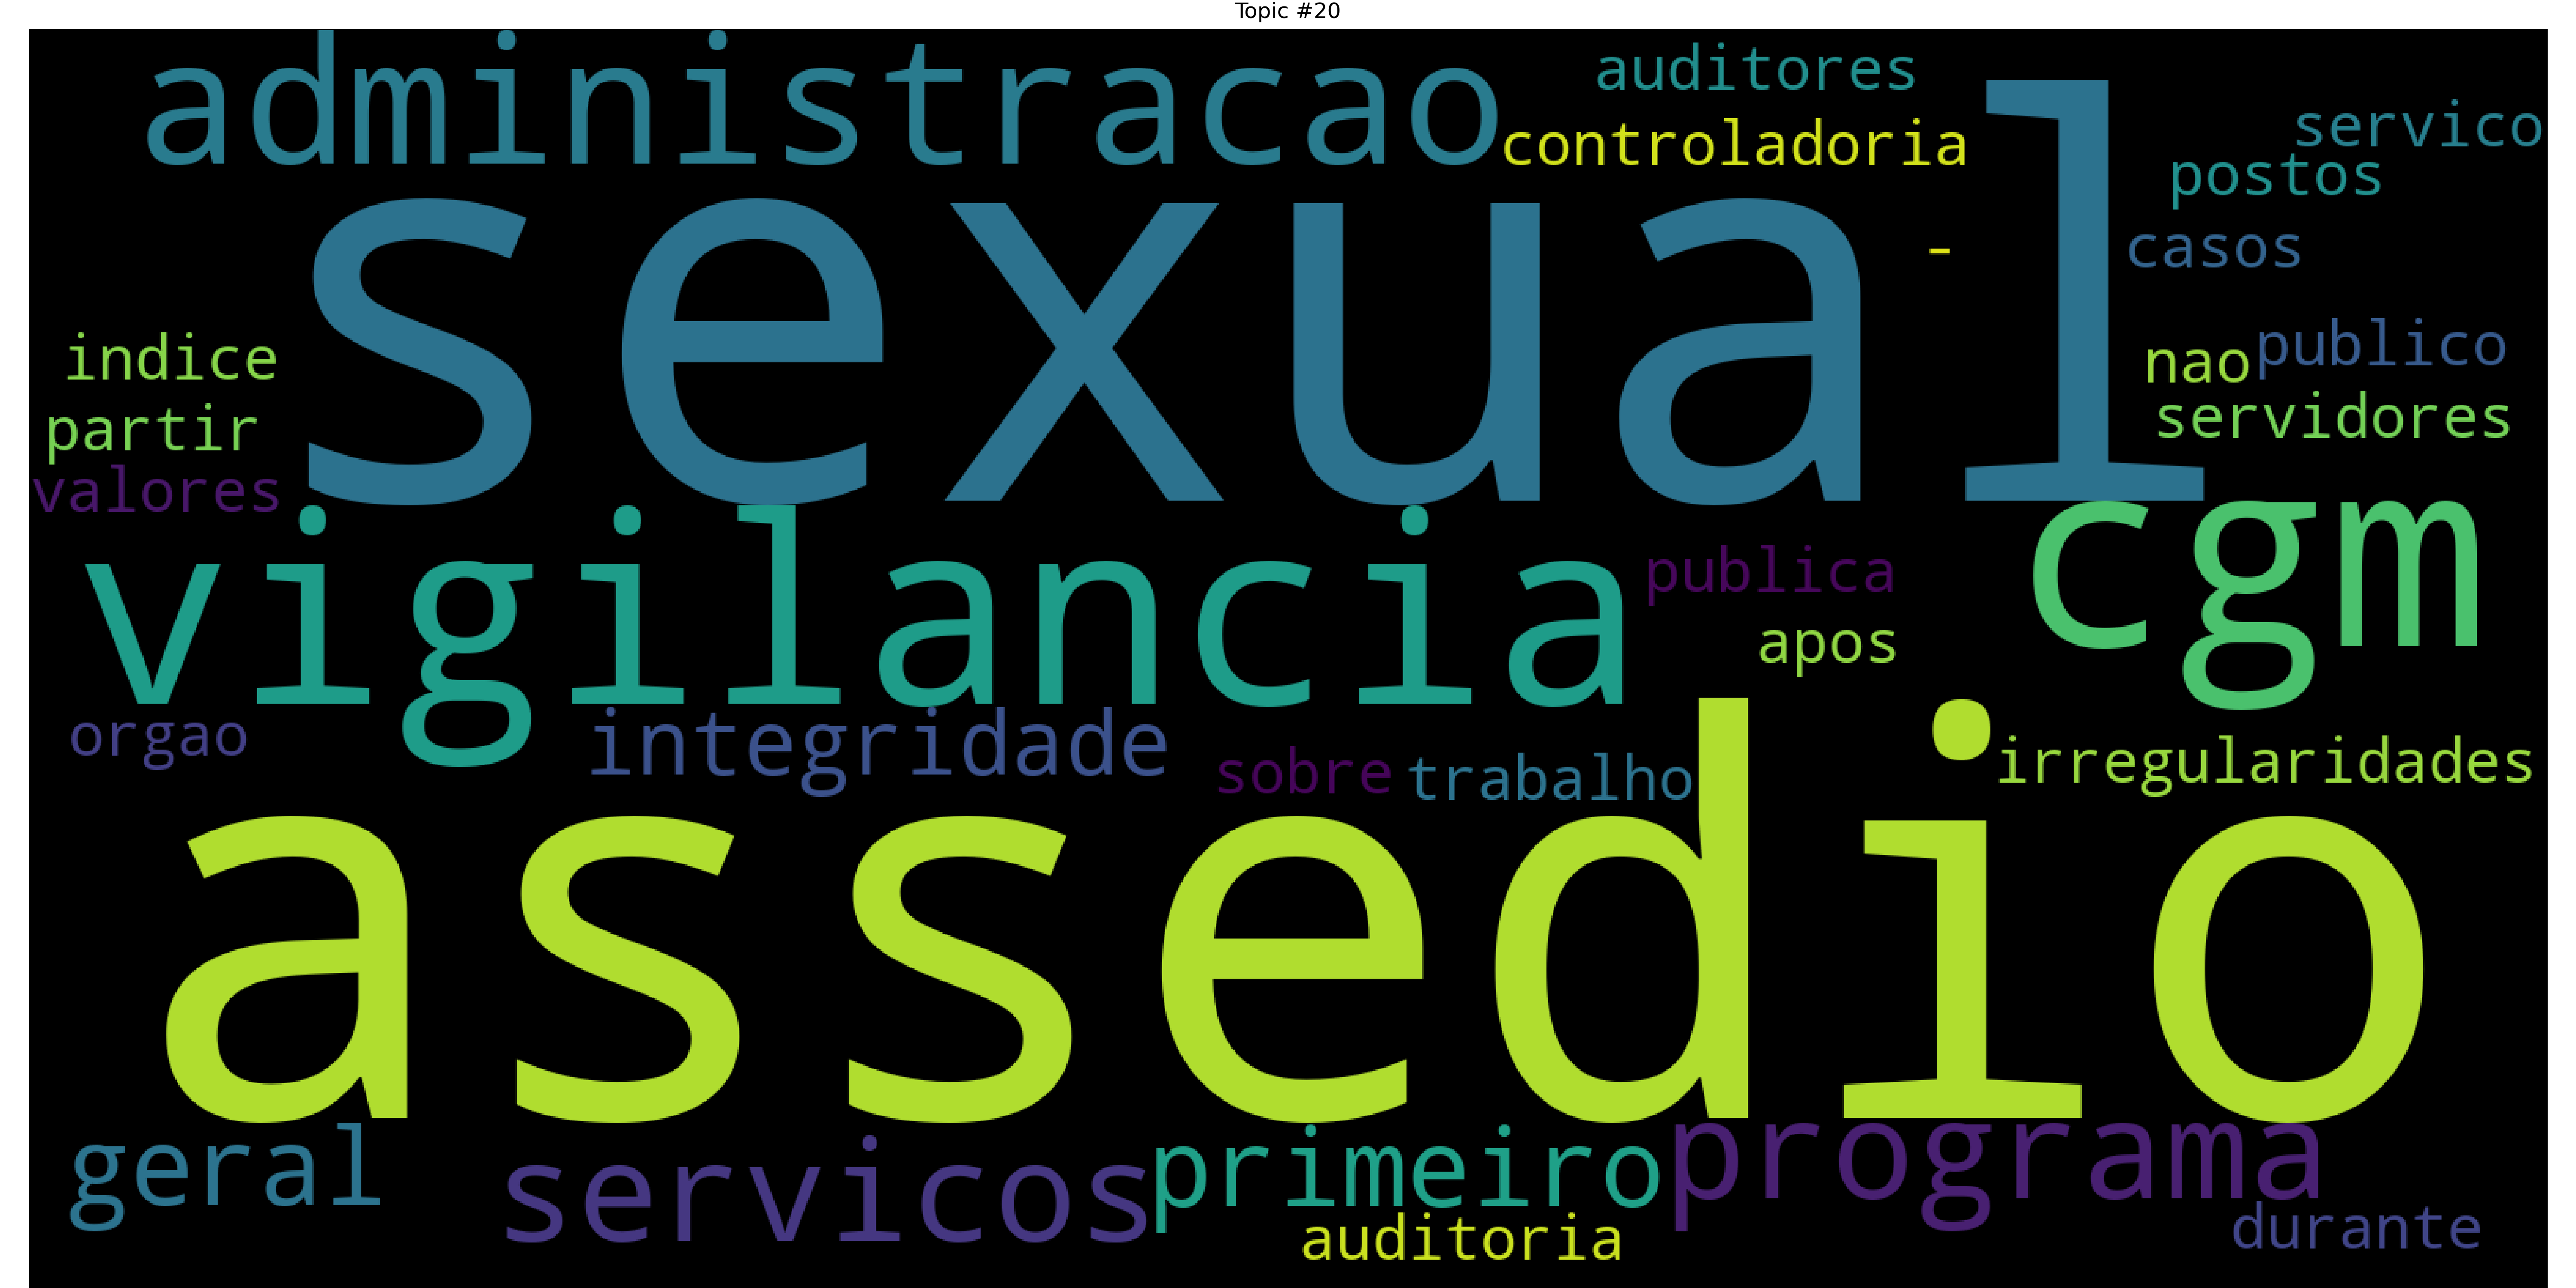 Topic #20
administracao
auditores
controladoria
servico
postos
sexual
-
casos
indice
nao
publico
partir
servidores
valores
vigilancia
publica
cgm
apos
orgao
integridade
sobre
trabalho
irregularidades
assedio
geral
servicos
primeiro
programa
auditoria
durante